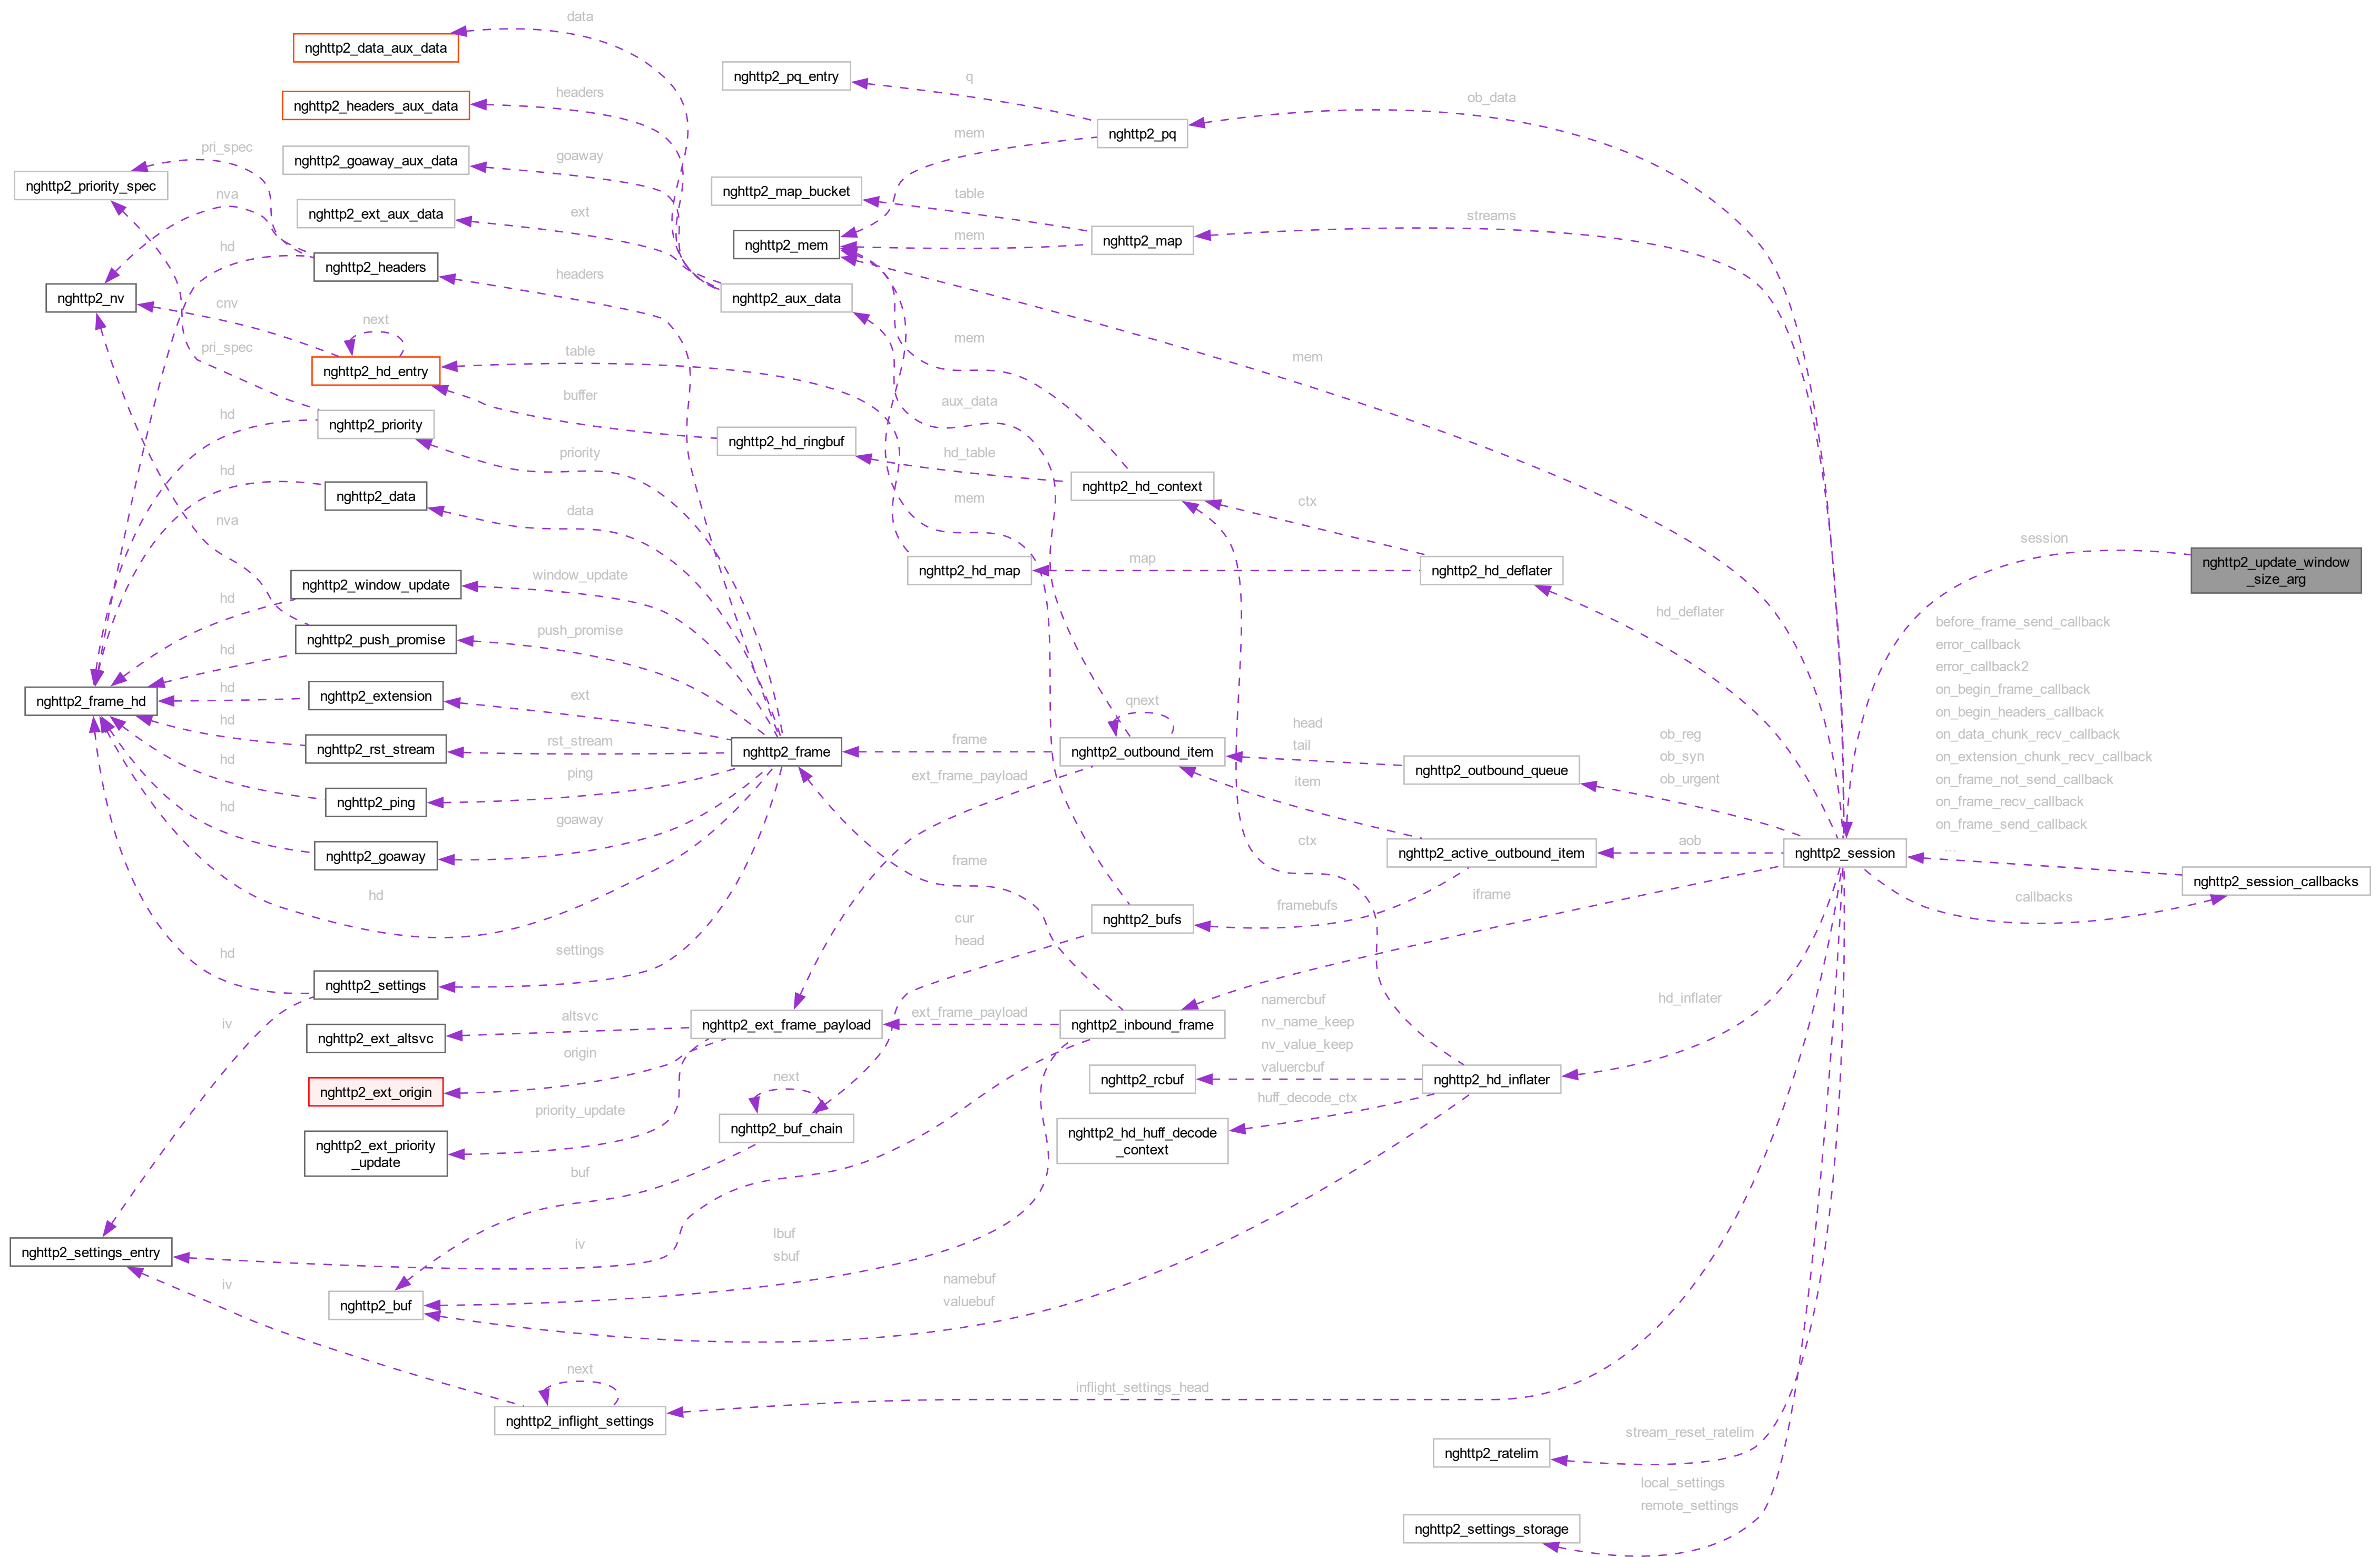 data
nghttp2_data_aux_data
nghttp2_pq_entry
q
headers
ob_data
nghttp2_headers_aux_data
mem
nghttp2_pq
pri_spec
goaway
nghttp2_goaway_aux_data
nghttp2_priority_spec
nva
nghttp2_map_bucket
table
ext
nghttp2_ext_aux_data
streams
hd
nghttp2_mem
mem
nghttp2_map
nghttp2_headers
headers
nghttp2_nv
cnv
nghttp2_aux_data
next
pri_spec
table
mem
mem
nghttp2_hd_entry
buffer
aux_data
hd
nghttp2_priority
nghttp2_hd_ringbuf
priority
hd_table
hd
nghttp2_data
nghttp2_hd_context
mem
ctx
data
nva
session
map
nghttp2_update_window
_size_arg
nghttp2_hd_map
nghttp2_hd_deflater
window_update
nghttp2_window_update
hd
hd_deflater
before_frame_send_callback
push_promise
nghttp2_push_promise
error_callback
hd
error_callback2
hd
nghttp2_extension
ext
qnext
on_begin_frame_callback
nghttp2_frame_hd
on_begin_headers_callback
hd
head
ob_reg
on_data_chunk_recv_callback
rst_stream
nghttp2_rst_stream
frame
tail
nghttp2_frame
nghttp2_outbound_item
ob_syn
on_extension_chunk_recv_callback
hd
ping
ext_frame_payload
item
nghttp2_outbound_queue
ob_urgent
on_frame_not_send_callback
nghttp2_ping
on_frame_recv_callback
hd
goaway
on_frame_send_callback
ctx
aob
...
nghttp2_goaway
frame
nghttp2_active_outbound_item
nghttp2_session
nghttp2_session_callbacks
hd
iframe
callbacks
framebufs
cur
nghttp2_bufs
head
hd
settings
nghttp2_settings
namercbuf
hd_inflater
altsvc
ext_frame_payload
iv
nghttp2_ext_altsvc
nghttp2_ext_frame_payload
nghttp2_inbound_frame
nv_name_keep
nv_value_keep
origin
valuercbuf
next
nghttp2_rcbuf
nghttp2_hd_inflater
nghttp2_ext_origin
huff_decode_ctx
priority_update
nghttp2_buf_chain
nghttp2_hd_huff_decode
_context
nghttp2_ext_priority
_update
buf
lbuf
iv
sbuf
nghttp2_settings_entry
namebuf
iv
valuebuf
nghttp2_buf
next
inflight_settings_head
nghttp2_inflight_settings
stream_reset_ratelim
nghttp2_ratelim
local_settings
remote_settings
nghttp2_settings_storage